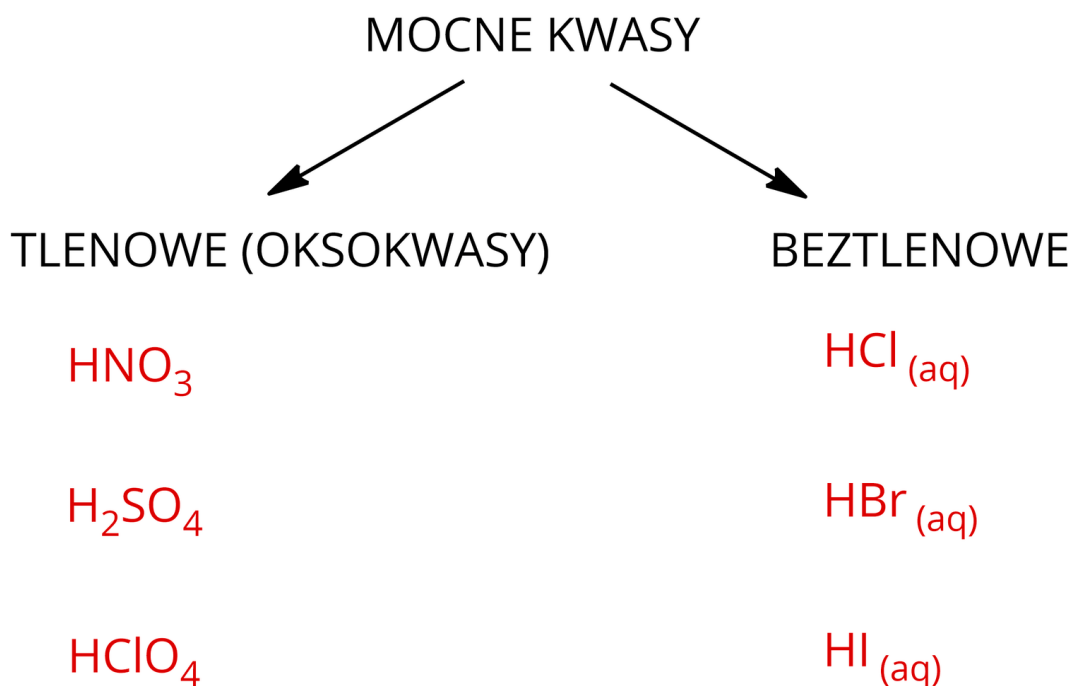 MOCNE KWASY
TLENOWE (OKSOKWASY)
BEZTLENOWE
HNO₃
HCl (aq)
H₂SO₄
HBr (aq)
HClO₄
HI (aq)